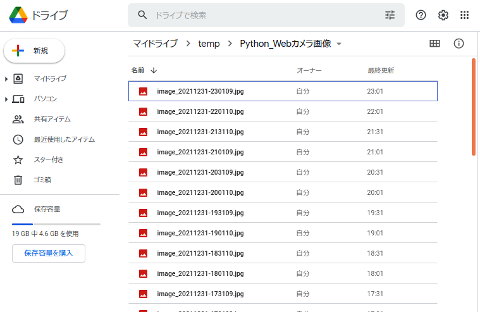 ドライブ
ドライブで検索
新規
マイドライブ
パソコン
共有アイテム
最近使用したアイテム
スター付き
ゴミ箱
保存容量
19 GB 中 4.6 GB を使用
保存容量を購入
マイドライブ > temp > Python_Webカメラ画像
名前 オーナー 最終更新
image_20211231-230109.jpg 自分 23:01
image_20211231-220110.jpg 自分 22:01
image_20211231-213110.jpg 自分 21:31
image_20211231-210109.jpg 自分 21:01
image_20211231-203109.jpg 自分 20:31
image_20211231-200110.jpg 自分 20:01
image_20211231-193109.jpg 自分 19:31
image_20211231-190110.jpg 自分 19:01
image_20211231-183110.jpg 自分 18:31
image_20211231-180110.jpg 自分 18:01
image_20211231-173109.jpg 自分 17:31